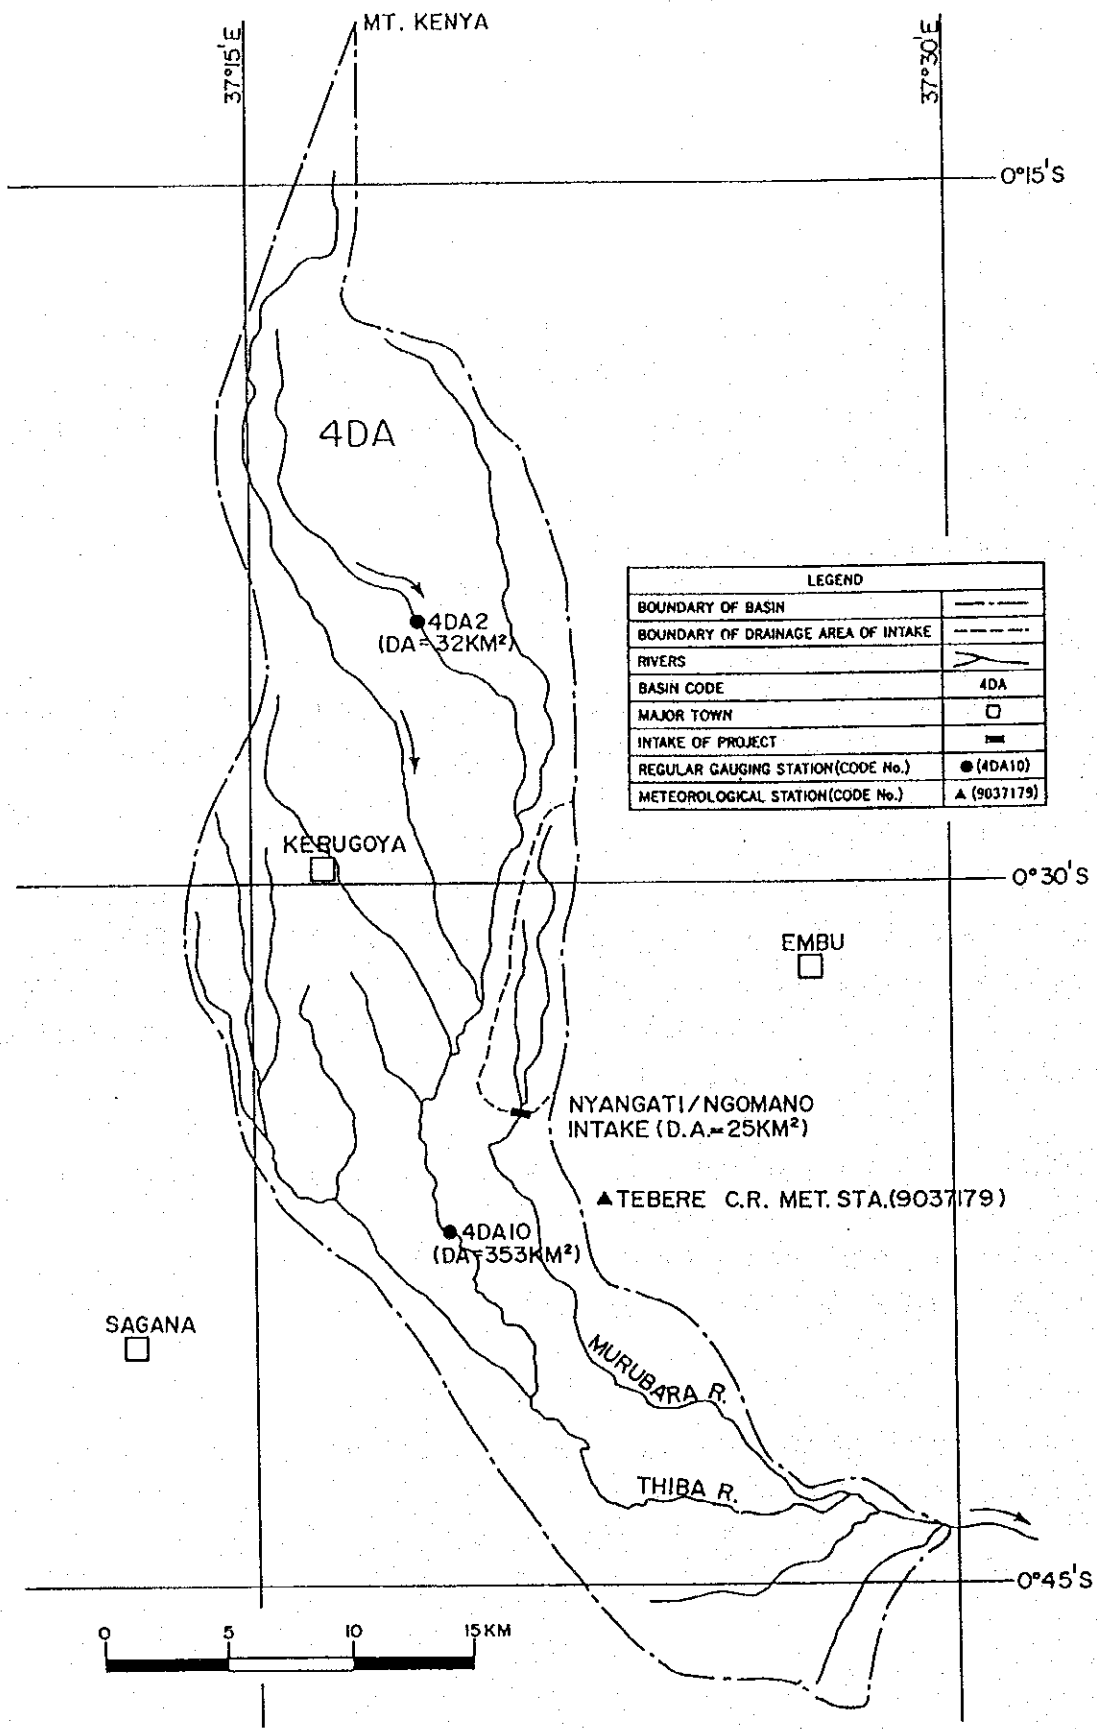 MT. KENYA
37°15'E
37°30'E
0°15'S
4DA
LEGEND
BOUNDARY OF BASIN
BOUNDARY OF DRAINAGE AREA OF INTAKE
RIVERS
BASIN CODE 4DA
MAJOR TOWN
INTAKE OF PROJECT
REGULAR GAUGING STATION(CODE No.) (4DA10)
METEOROLOGICAL STATION(CODE No.) (9037179)
4DA2
(DA=32KM²)
KERUGOYA
0°30'S
EMBU
NYANGATI/NGOMANO
INTAKE (D.A.=25KM²)
TEBERE C.R. MET. STA.(9037179)
4DA10
(DA=353KM²)
SAGANA
MURUBARA R.
THIBA R.
0°45'S
0 5 10 15KM